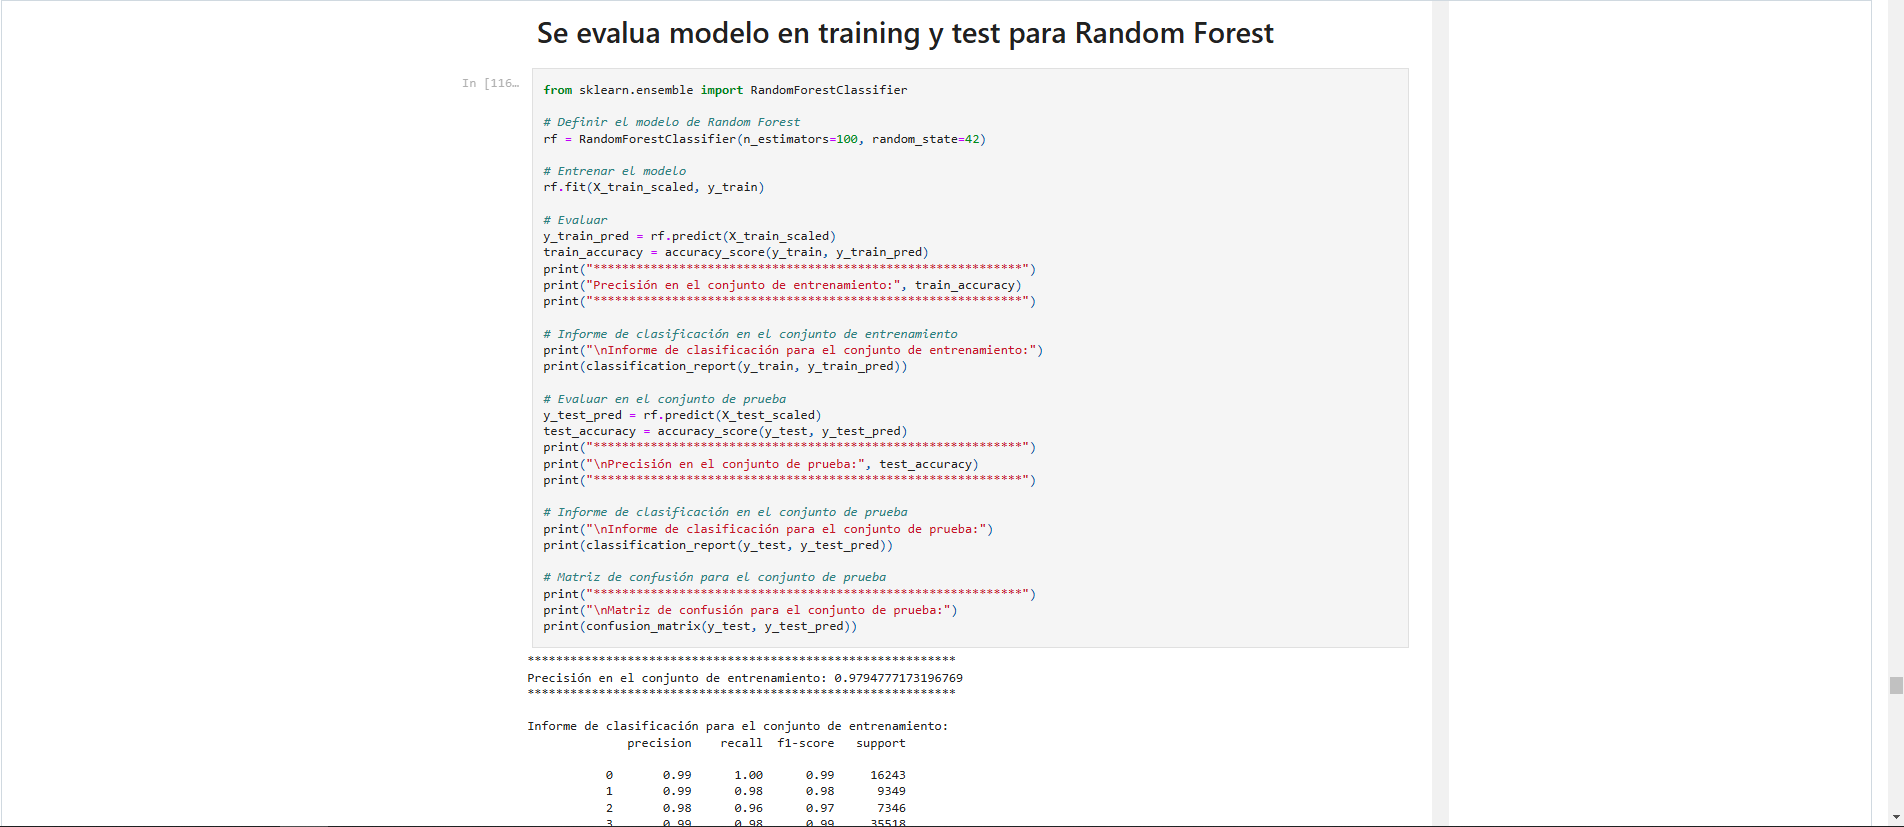 Se evalua modelo en training y test para Random Forest
In [116…
from sklearn.ensemble import RandomForestClassifier
# Definir el modelo de Random Forest
rf = RandomForestClassifier(n_estimators=100, random_state=42)
# Entrenar el modelo
rf.fit(X_train_scaled, y_train)
# Evaluar
y_train_pred = rf.predict(X_train_scaled)
train_accuracy = accuracy_score(y_train, y_train_pred)
print("************************************************************")
print("Precisión en el conjunto de entrenamiento:", train_accuracy)
print("************************************************************")
# Informe de clasificación en el conjunto de entrenamiento
print("\nInforme de clasificación para el conjunto de entrenamiento:")
print(classification_report(y_train, y_train_pred))
# Evaluar en el conjunto de prueba
y_test_pred = rf.predict(X_test_scaled)
test_accuracy = accuracy_score(y_test, y_test_pred)
print("************************************************************")
print("\nPrecisión en el conjunto de prueba:", test_accuracy)
print("************************************************************")
# Informe de clasificación en el conjunto de prueba
print("\nInforme de clasificación para el conjunto de prueba:")
print(classification_report(y_test, y_test_pred))
# Matriz de confusión para el conjunto de prueba
print("************************************************************")
print("\nMatriz de confusión para el conjunto de prueba:")
print(confusion_matrix(y_test, y_test_pred))
************************************************************
Precisión en el conjunto de entrenamiento: 0.9794777173196769
************************************************************
Informe de clasificación para el conjunto de entrenamiento:
precision recall f1-score support
0 0.99 1.00 0.99 16243
1 0.99 0.98 0.98 9349
2 0.98 0.96 0.97 7346
3 0.99 0.98 0.99 35518